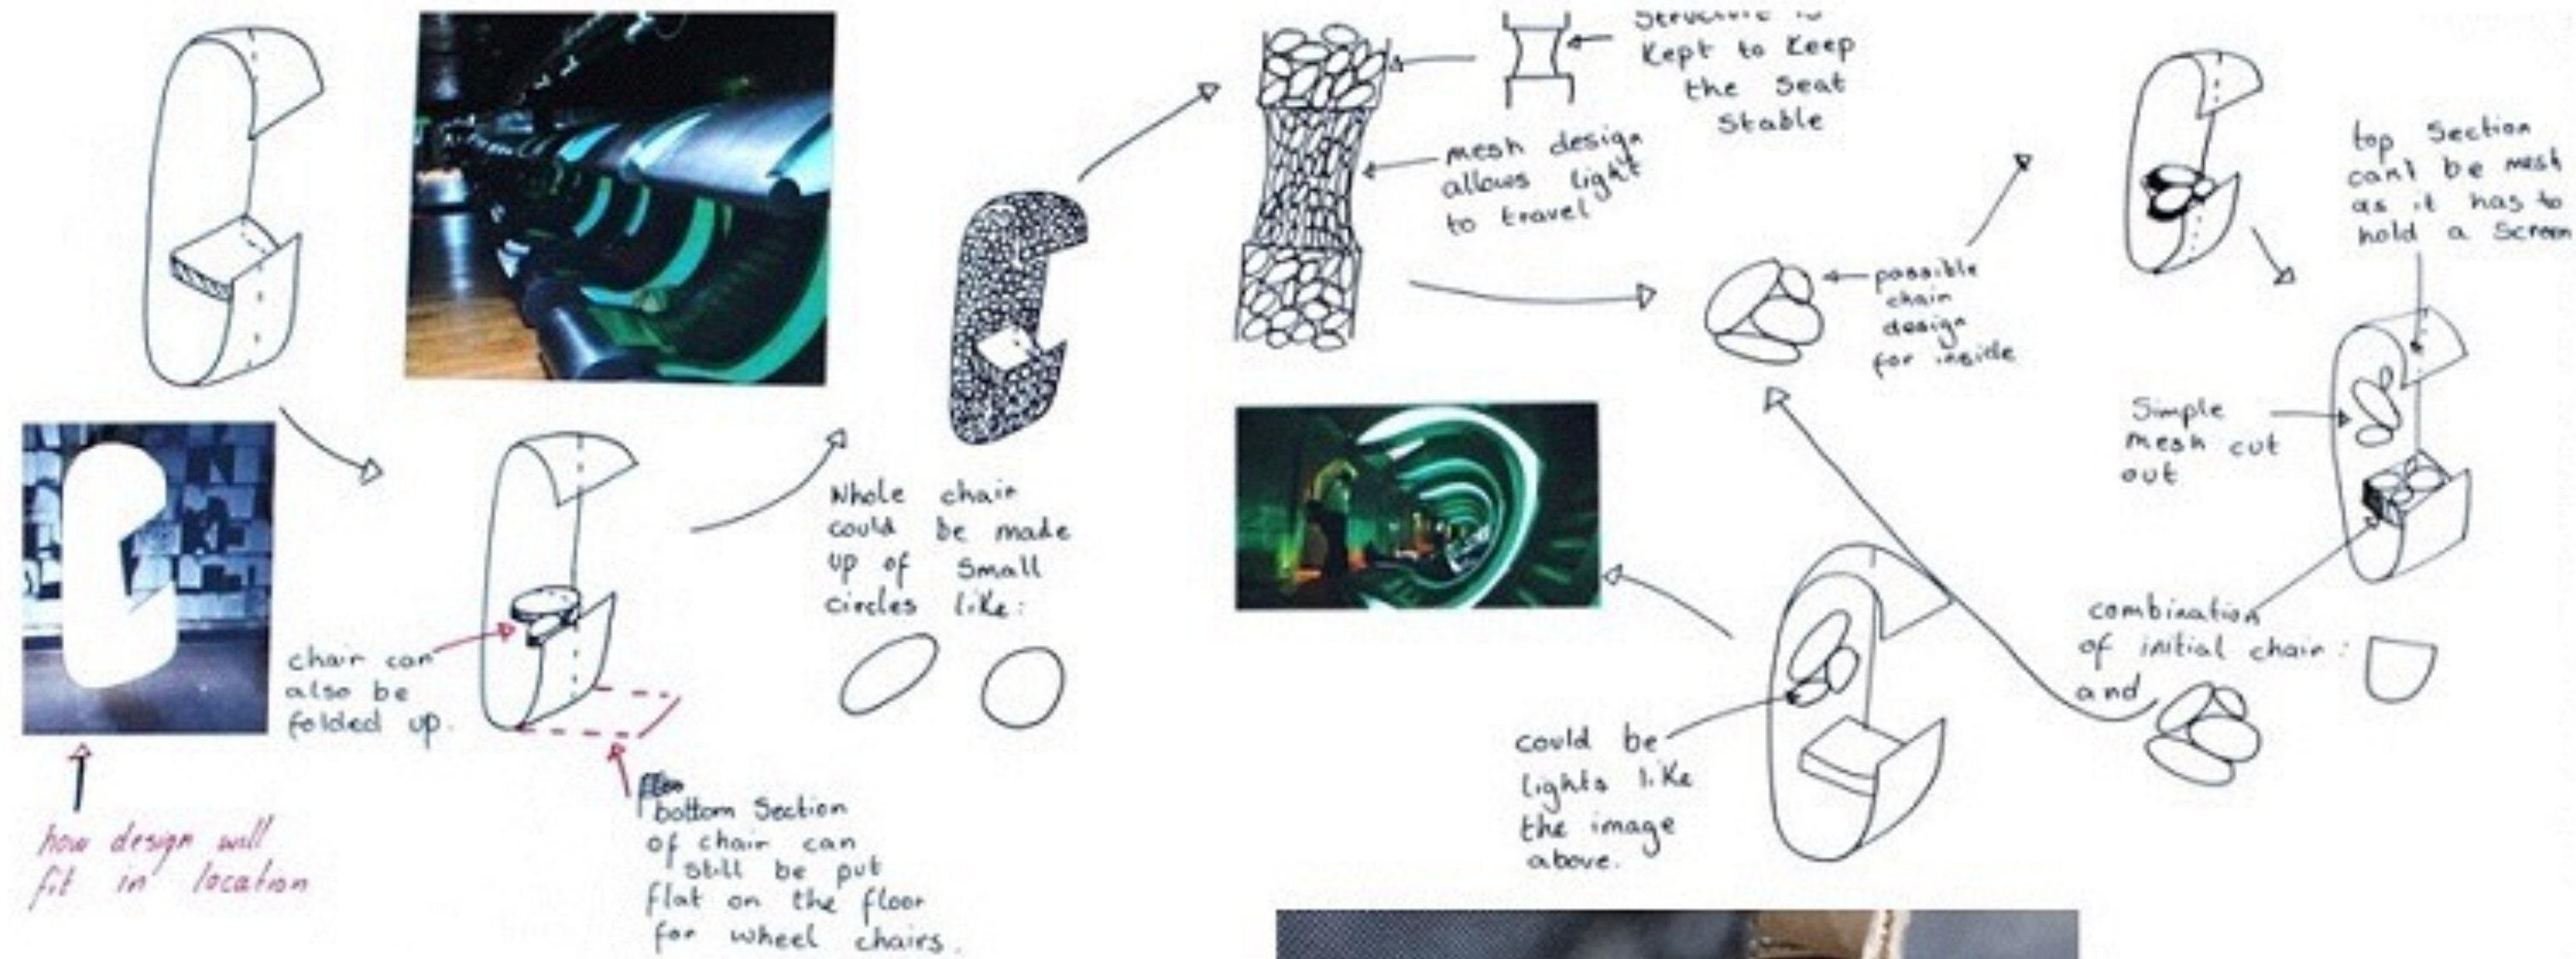 chair can
also be
folded up.
how design will
fit in location
bottom Section
of chair can
still be put
flat on the floor
for wheel chairs.
Whole chair
could be made
up of small
circles like:
Structure is
Kept to Keep
the Seat
Stable
mesh design
allows light
to travel
possible
chair
design
for inside
could be
lights like
the image
above.
top Section
can't be mesh
as it has to
hold a Screen
Simple
mesh cut
out
combination
of initial chair:
and